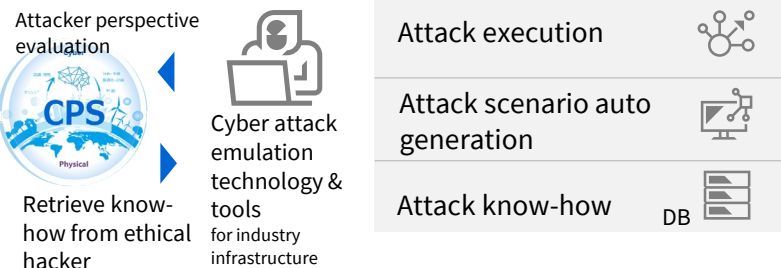 Attacker perspective
evaluation
Cyber
CPS
Physical
Retrieve know-
how from ethical
hacker
Cyber attack
emulation
technology &
tools
for industry
infrastructure
Attack execution
Attack scenario auto
generation
Attack know-how
DB